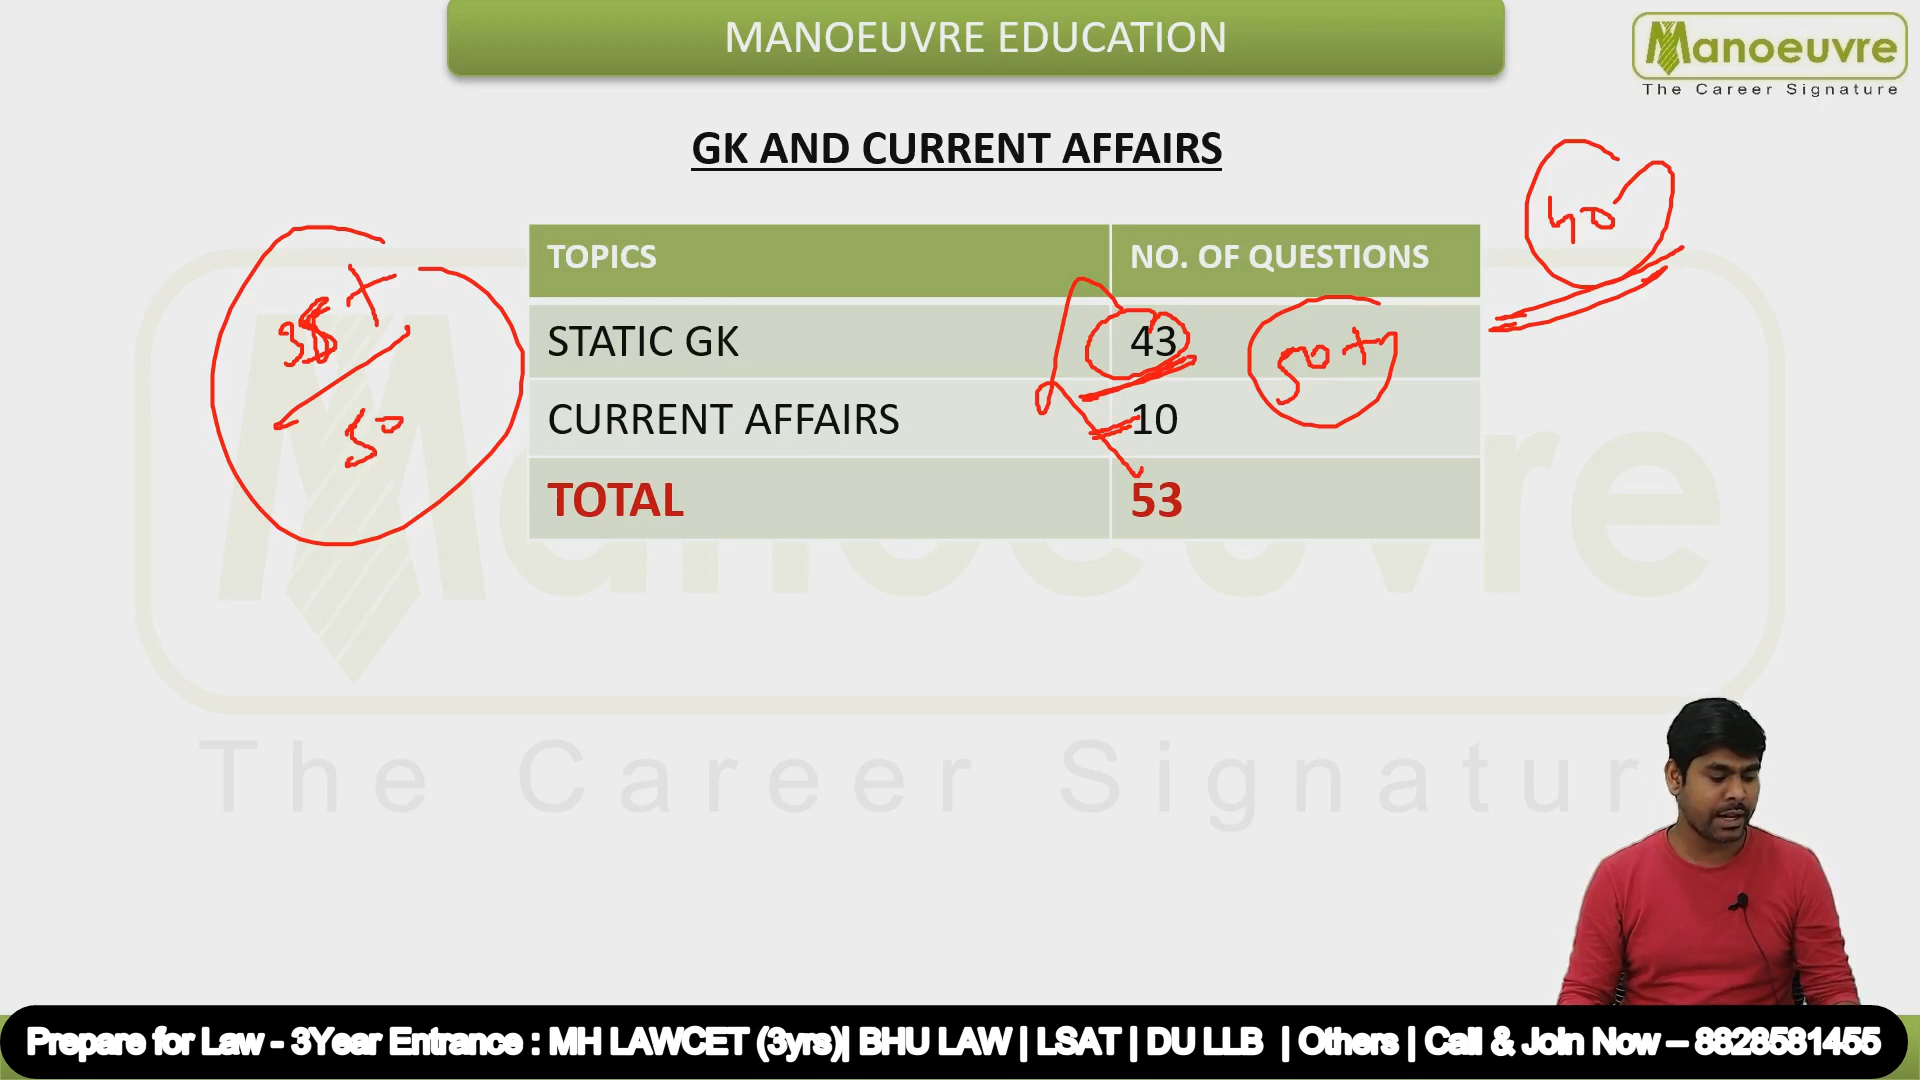 MANOEUVRE EDUCATION
Manoeuvre
The Career Signature
GK AND CURRENT AFFAIRS
40
TOPICS NO. OF QUESTIONS
STATIC GK 43
50+
CURRENT AFFAIRS 10
TOTAL 53
50
Manoeuvre
The Career Signatur
Prepare for Law - 3Year Entrance : MH LAWCET (3yrs)| BHU LAW | LSAT | DU LLB | Others | Call & Join Now – 8828581455